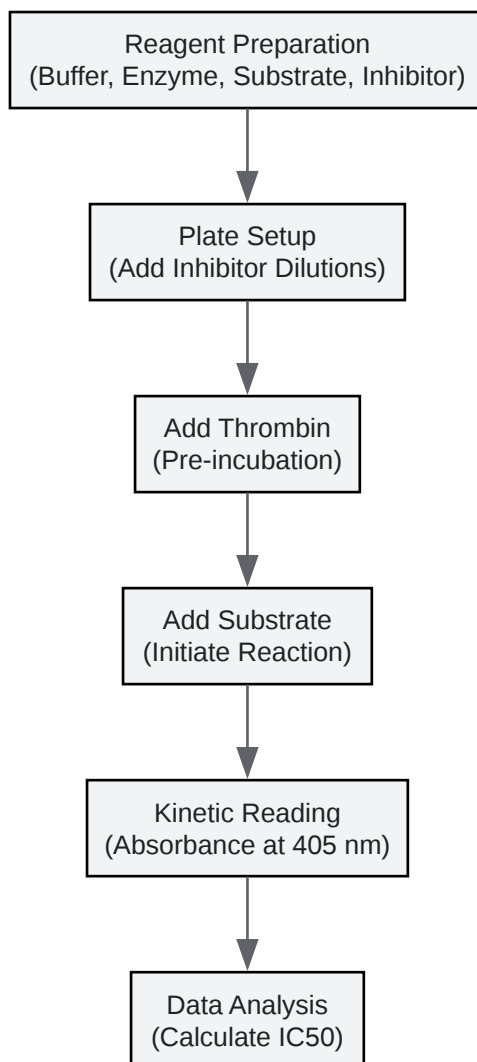 Reagent Preparation
(Buffer, Enzyme, Substrate, Inhibitor)
Plate Setup
(Add Inhibitor Dilutions)
Add Thrombin
(Pre-incubation)
Add Substrate
(Initiate Reaction)
Kinetic Reading
(Absorbance at 405 nm)
Data Analysis
(Calculate IC50)